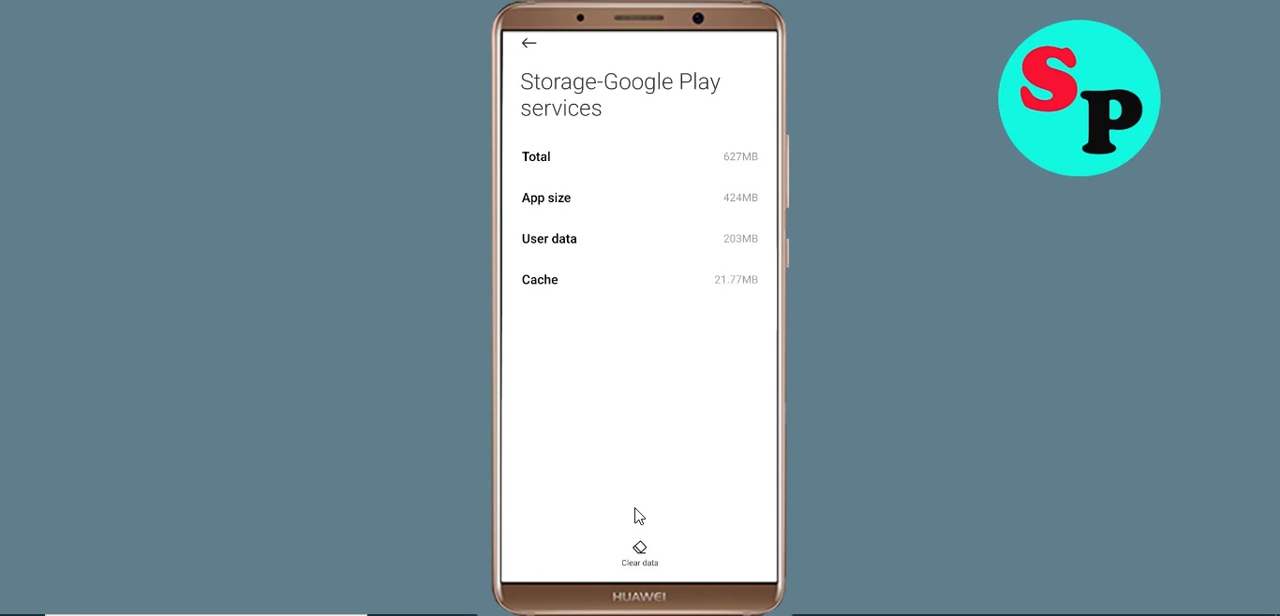 Storage-Google Play
services
Total 627MB
App size 424MB
User data 203MB
Cache 21.77MB
Clear data
HUAWEI
SP